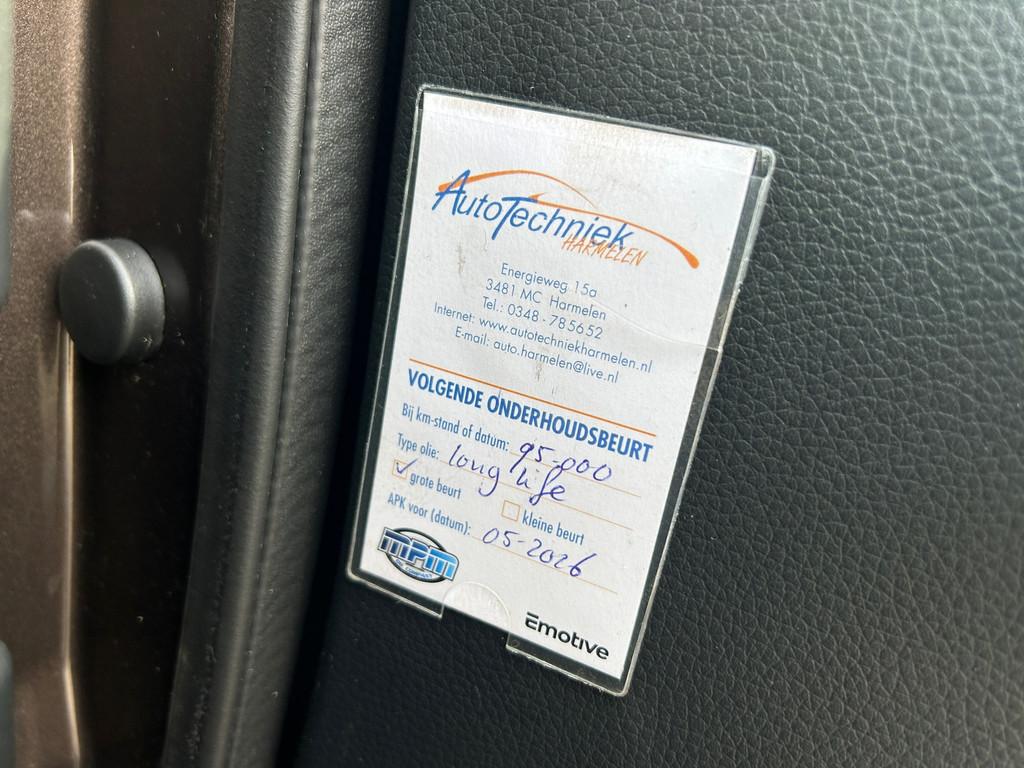 AutoTechniek
HARMELEN
Energieweg 15a
3481 MC Harmelen
Tel.: 0348 - 785652
Internet: www.autotechniekharmelen.nl
E-mail: auto.harmelen@live.nl
VOLGENDE ONDERHOUDSBEURT
Bij km-stand of datum: 95.000
Type olie: long life
grote beurt kleine beurt
APK voor (datum): 05-2026
MPM
OIL COMPANY
Emotive